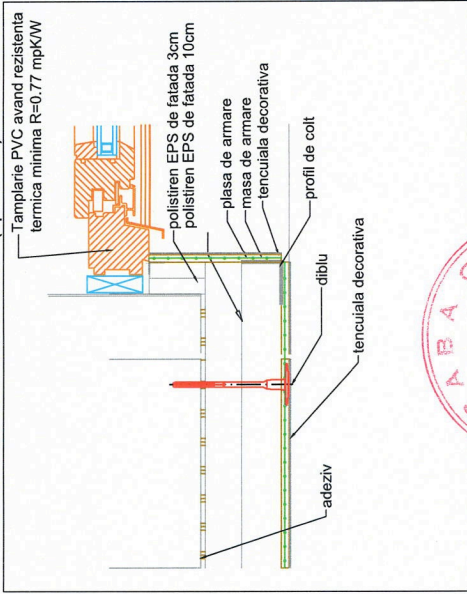 Tamplarie PVC avand rezistenta
termica minima R=0.77 mpK/W
polistiren EPS de fatada 3cm
polistiren EPS de fatada 10cm
plasa de armare
masa de armare
tencuiala decorativa
profil de colt
diblu
tencuiala decorativa
adeziv
A B A C